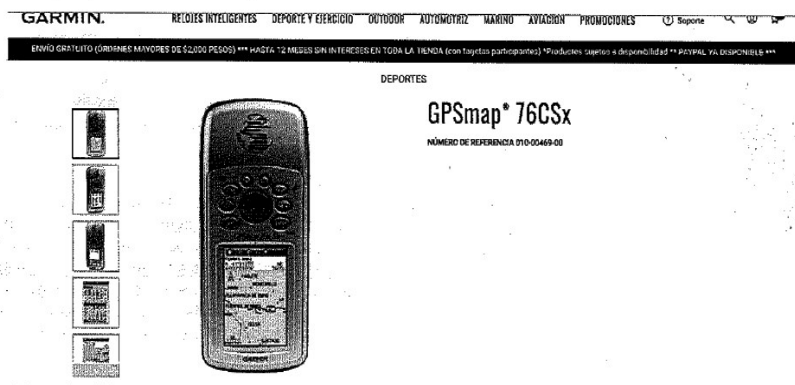 GARMIN.
RELOJES INTELIGENTES DEPORTE Y EJERCICIO OUTDOOR AUTOMOTRIZ MARINO AVIACIÓN PROMOCIONES Soporte
ENVÍO GRATUITO (ÓRDENES MAYORES DE $2,000 PESOS) *** HASTA 12 MESES SIN INTERESES EN TODA LA TIENDA (con tarjetas participantes) *Productos sujetos a disponibilidad ** PAYPAL YA DISPONIBLE ***
DEPORTES
GPSmap® 76CSx
NÚMERO DE REFERENCIA 010-00469-00
GARMIN